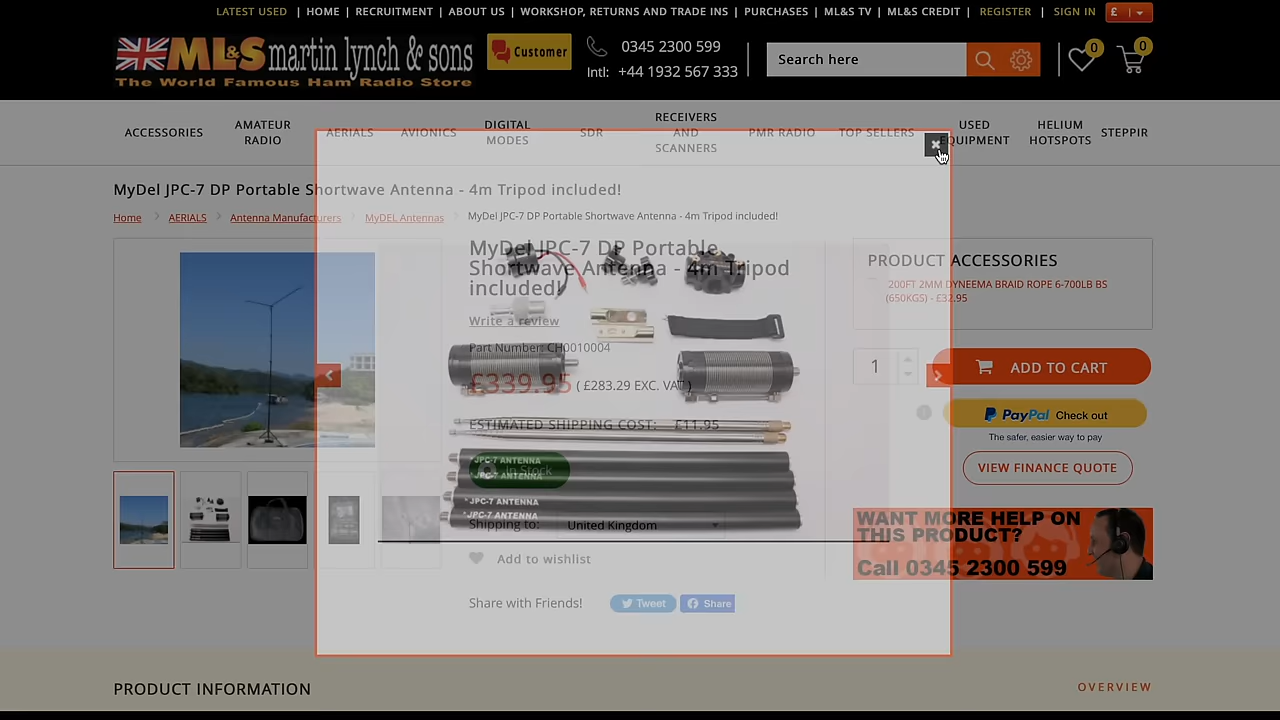 LATEST USED | HOME | RECRUITMENT | ABOUT US | WORKSHOP, RETURNS AND TRADE INS | PURCHASES | ML&S TV | ML&S CREDIT | REGISTER | SIGN IN £
ML&S martin lynch & sons
The World Famous Ham Radio Store
Customer
0345 2300 599
Intl: +44 1932 567 333
Search here
0
0
ACCESSORIES
AMATEUR
RADIO
AERIALS
AVIONICS
DIGITAL
MODES
SDR
RECEIVERS
AND
SCANNERS
PMR RADIO
TOP SELLERS
USED
EQUIPMENT
HELIUM
HOTSPOTS
STEPPIR
MyDel JPC-7 DP Portable Shortwave Antenna - 4m Tripod included!
Home
AERIALS
Antenna Manufacturers
MyDEL Antennas
MyDel JPC-7 DP Portable Shortwave Antenna - 4m Tripod included!
MyDel JPC-7 DP Portable
Shortwave Antenna - 4m Tripod
included!
Write a review
Part Number: CH0010004
£339.95 ( £283.29 EXC. VAT )
ESTIMATED SHIPPING COST: £11.95
In Stock
*JPC-7 ANTENNA
*JPC-7 ANTENNA
*JPC-7 ANTENNA
*JPC-7 ANTENNA
Shipping to: United Kingdom
Add to wishlist
Share with Friends! Tweet Share
PRODUCT ACCESSORIES
200FT 2MM DYNEEMA BRAID ROPE 6-700LB BS
(650KGS) - £32.95
1
ADD TO CART
PayPal Check out
The safer, easier way to pay
VIEW FINANCE QUOTE
WANT MORE HELP ON
THIS PRODUCT?
Call 0345 2300 599
PRODUCT INFORMATION
OVERVIEW